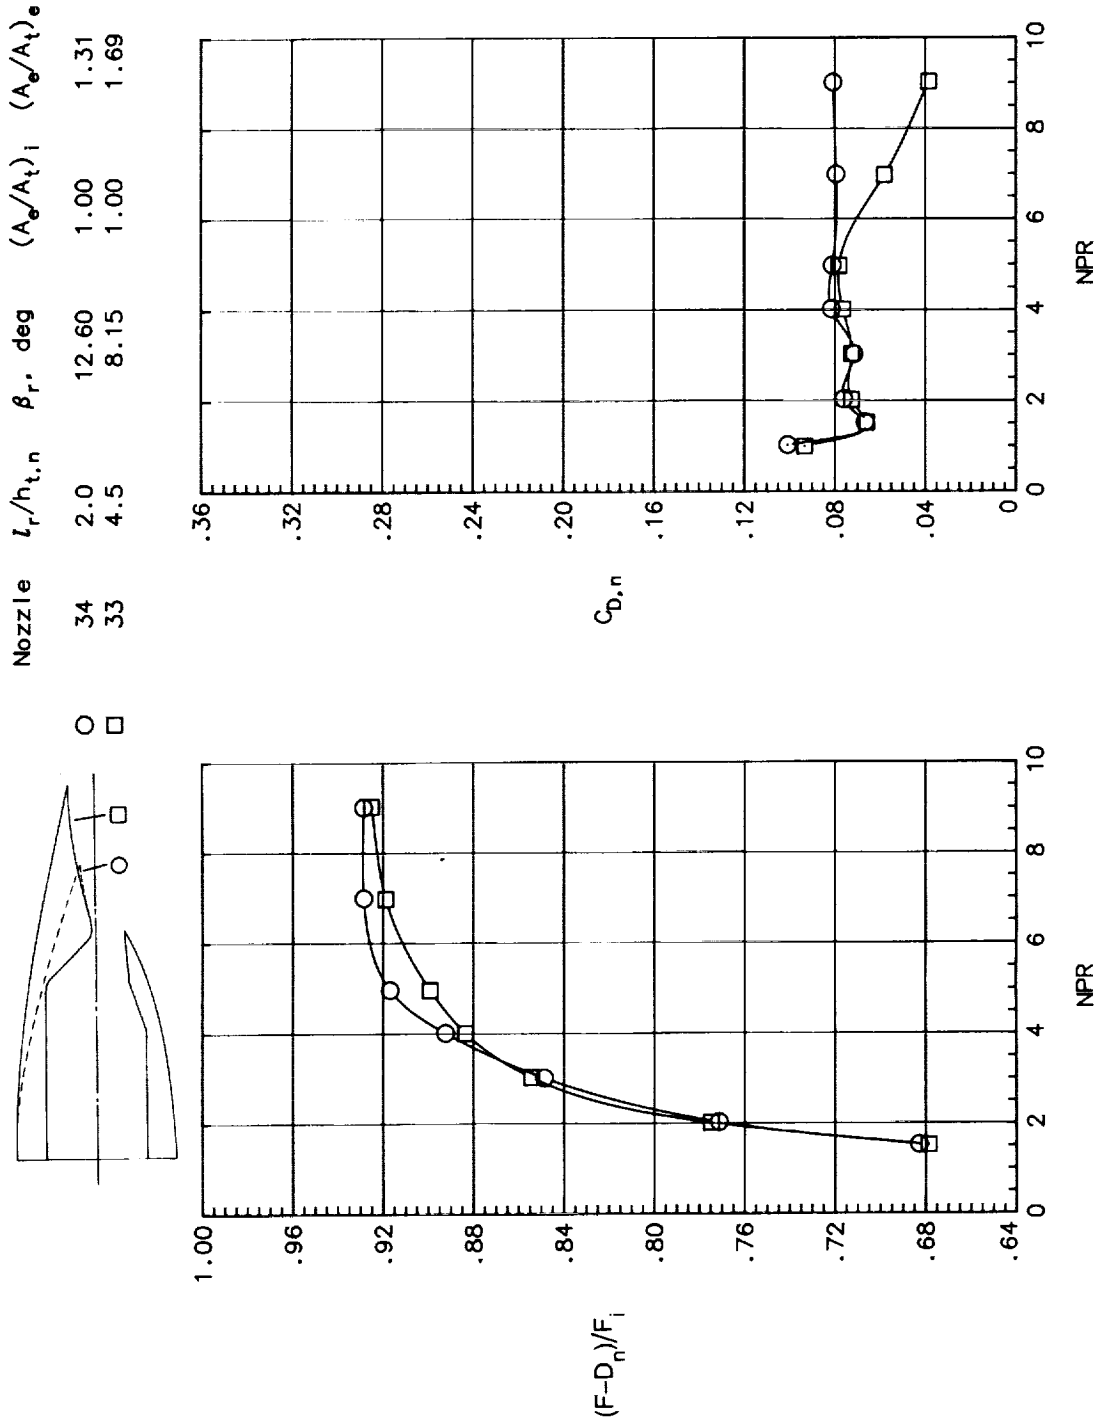 Nozzle l_r/h_t,n β_r, deg (A_e/A_t)_i (A_e/A_t)_e
34 2.0 12.60 1.00 1.31
33 4.5 8.15 1.00 1.69
1.00
.96
.92
.88
.84
.80
.76
.72
.68
.64
(F-D_n)/F_i
0 2 4 6 8 10
NPR
.36
.32
.28
.24
.20
.16
.12
.08
.04
0
C_D,n
0 2 4 6 8 10
NPR